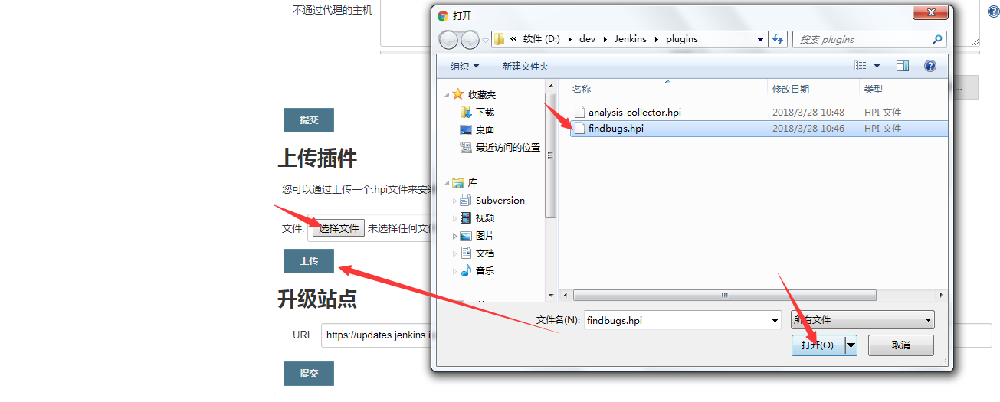 不通过代理的主机
提交
上传插件
您可以通过上传一个.hpi文件来安装
文件:
选择文件
未选择任何文件
上传
升级站点
URL
https://updates.jenkins.i
提交
打开
« 软件 (D:) dev Jenkins plugins
搜索 plugins
组织
新建文件夹
收藏夹
下载
桌面
最近访问的位置
库
Subversion
视频
图片
文档
音乐
名称 修改日期 类型
analysis-collector.hpi 2018/3/28 10:48 HPI 文件
findbugs.hpi 2018/3/28 10:46 HPI 文件
文件名(N): findbugs.hpi
所有文件
打开(O)
取消
...